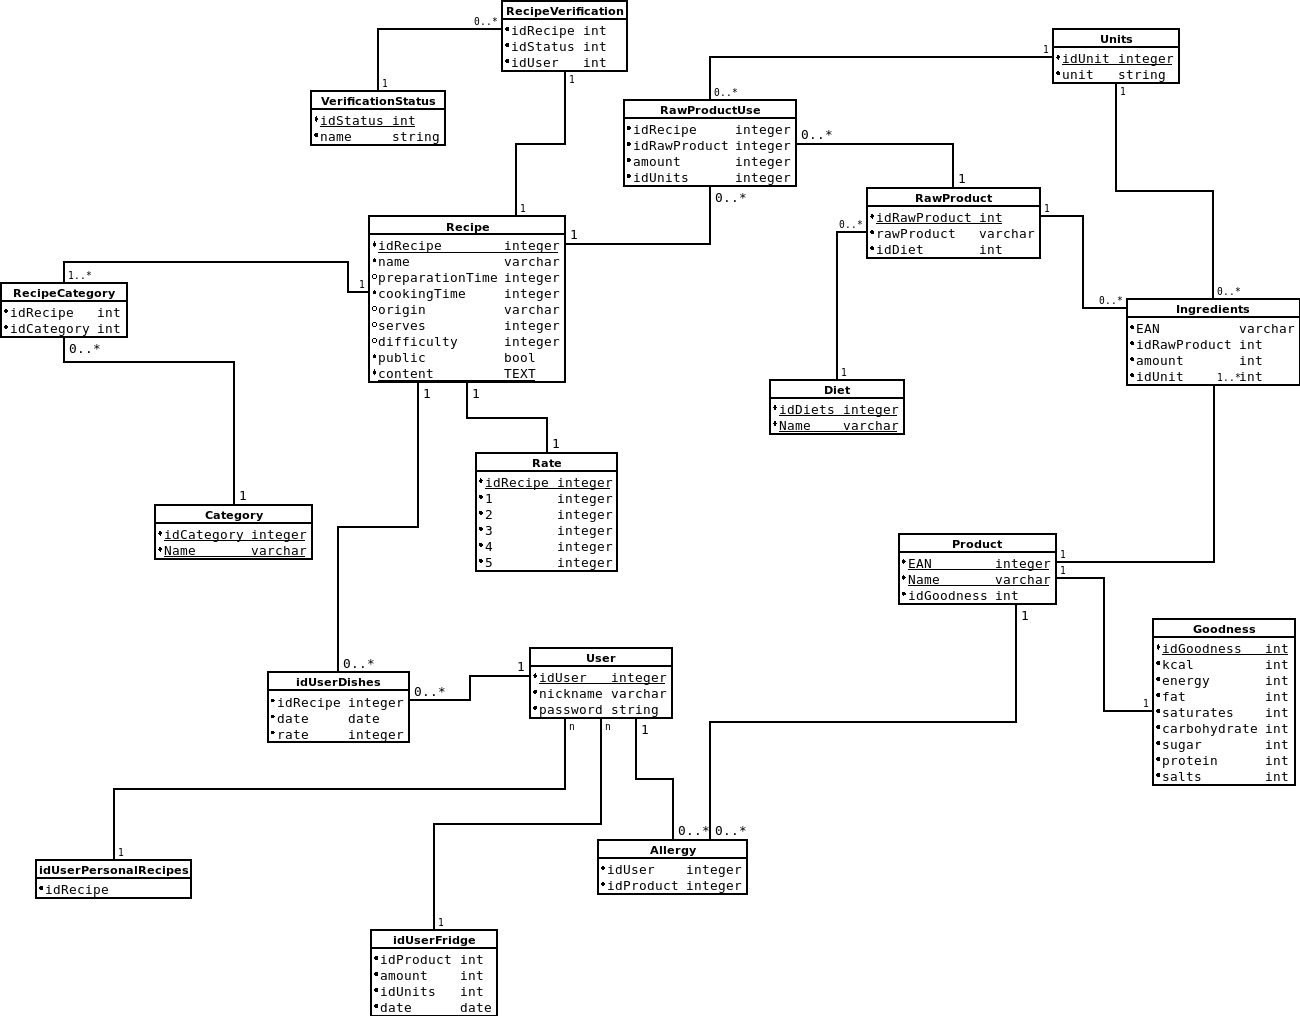 RecipeVerification
idRecipe int
idStatus int
idUser int
0..*
1
1
VerificationStatus
idStatus int
name string
Units
idUnit integer
unit string
1
1
0..*
RawProductUse
idRecipe integer
idRawProduct integer
amount integer
idUnits integer
0..*
0..*
1
RawProduct
idRawProduct int
rawProduct varchar
idDiet int
1
0..*
1
Recipe
idRecipe integer
name varchar
preparationTime integer
cookingTime integer
origin varchar
serves integer
difficulty integer
public bool
content TEXT
1
1
1
1
1..*
RecipeCategory
idRecipe int
idCategory int
0..*
0..*
0..*
Ingredients
EAN varchar
idRawProduct int
amount int
idUnit int
1..*
1
Diet
idDiets integer
Name varchar
1
Rate
idRecipe integer
1 integer
2 integer
3 integer
4 integer
5 integer
1
Category
idCategory integer
Name varchar
Product
EAN integer
Name varchar
idGoodness int
1
1
1
Goodness
idGoodness int
kcal int
energy int
fat int
saturates int
carbohydrate int
sugar int
protein int
salts int
1
0..*
idUserDishes
idRecipe integer
date date
rate integer
0..*
1
User
idUser integer
nickname varchar
password string
n
n
1
0..*
0..*
Allergy
idUser integer
idProduct integer
1
idUserPersonalRecipes
idRecipe
1
idUserFridge
idProduct int
amount int
idUnits int
date date